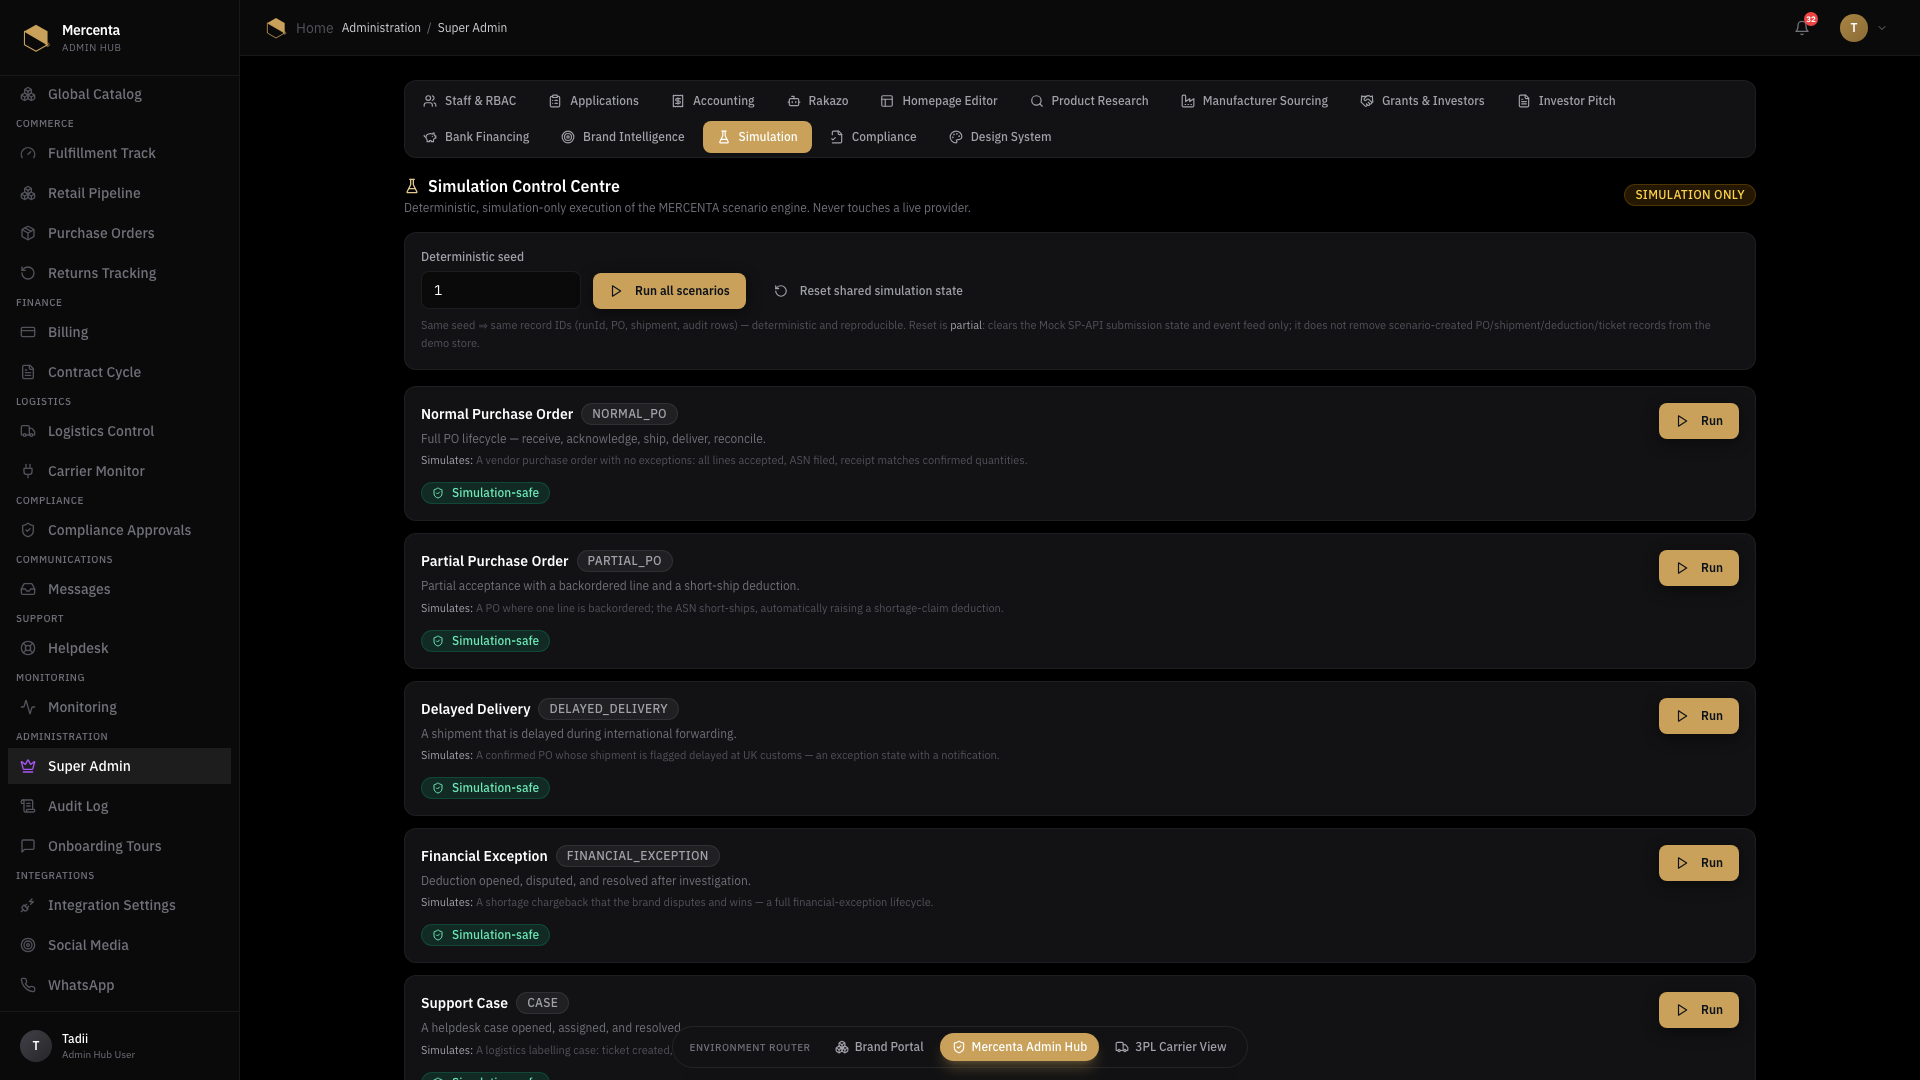 Mercenta
ADMIN HUB
Global Catalog
COMMERCE
Fulfillment Track
Retail Pipeline
Purchase Orders
Returns Tracking
FINANCE
Billing
Contract Cycle
LOGISTICS
Logistics Control
Carrier Monitor
COMPLIANCE
Compliance Approvals
COMMUNICATIONS
Messages
SUPPORT
Helpdesk
MONITORING
Monitoring
ADMINISTRATION
Super Admin
Audit Log
Onboarding Tours
INTEGRATIONS
Integration Settings
Social Media
WhatsApp
T
Tadii
Admin Hub User
Home Administration / Super Admin
32
T
Staff & RBAC Applications Accounting Rakazo Homepage Editor Product Research Manufacturer Sourcing Grants & Investors Investor Pitch
Bank Financing Brand Intelligence Simulation Compliance Design System
Simulation Control Centre
Deterministic, simulation-only execution of the MERCENTA scenario engine. Never touches a live provider.
SIMULATION ONLY
Deterministic seed
1 Run all scenarios Reset shared simulation state
Same seed ⇒ same record IDs (runId, PO, shipment, audit rows) — deterministic and reproducible. Reset is partial: clears the Mock SP-API submission state and event feed only; it does not remove scenario-created PO/shipment/deduction/ticket records from the
demo store.
Normal Purchase Order NORMAL_PO
Run
Full PO lifecycle — receive, acknowledge, ship, deliver, reconcile.
Simulates: A vendor purchase order with no exceptions: all lines accepted, ASN filed, receipt matches confirmed quantities.
Simulation-safe
Partial Purchase Order PARTIAL_PO
Run
Partial acceptance with a backordered line and a short-ship deduction.
Simulates: A PO where one line is backordered; the ASN short-ships, automatically raising a shortage-claim deduction.
Simulation-safe
Delayed Delivery DELAYED_DELIVERY
Run
A shipment that is delayed during international forwarding.
Simulates: A confirmed PO whose shipment is flagged delayed at UK customs — an exception state with a notification.
Simulation-safe
Financial Exception FINANCIAL_EXCEPTION
Run
Deduction opened, disputed, and resolved after investigation.
Simulates: A shortage chargeback that the brand disputes and wins — a full financial-exception lifecycle.
Simulation-safe
Support Case CASE
Run
A helpdesk case opened, assigned, and resolved
Simulates: A logistics labelling case: ticket created,
ENVIRONMENT ROUTER Brand Portal Mercenta Admin Hub 3PL Carrier View